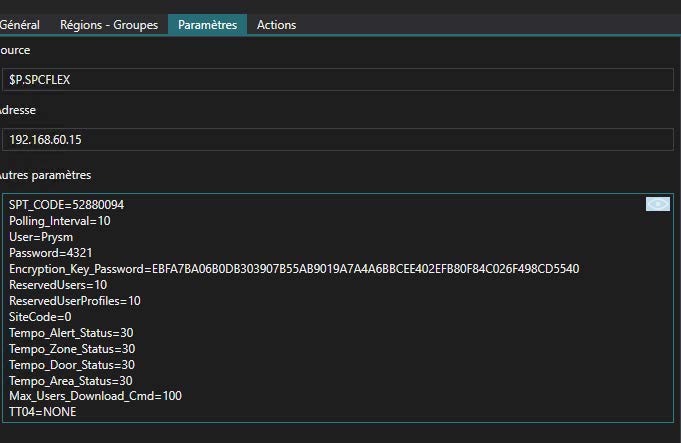 Général Régions - Groupes Paramètres Actions
ource
$P.SPCFLEX
Adresse
192.168.60.15
Autres paramètres
SPT_CODE=52880094
Polling_Interval=10
User=Prysm
Password=4321
Encryption_Key_Password=EBFA7BA06B0DB303907B55AB9019A7A4A6BBCEE402EFB80F84C026F498CD5540
ReservedUsers=10
ReservedUserProfiles=10
SiteCode=0
Tempo_Alert_Status=30
Tempo_Zone_Status=30
Tempo_Door_Status=30
Tempo_Area_Status=30
Max_Users_Download_Cmd=100
TT04=NONE